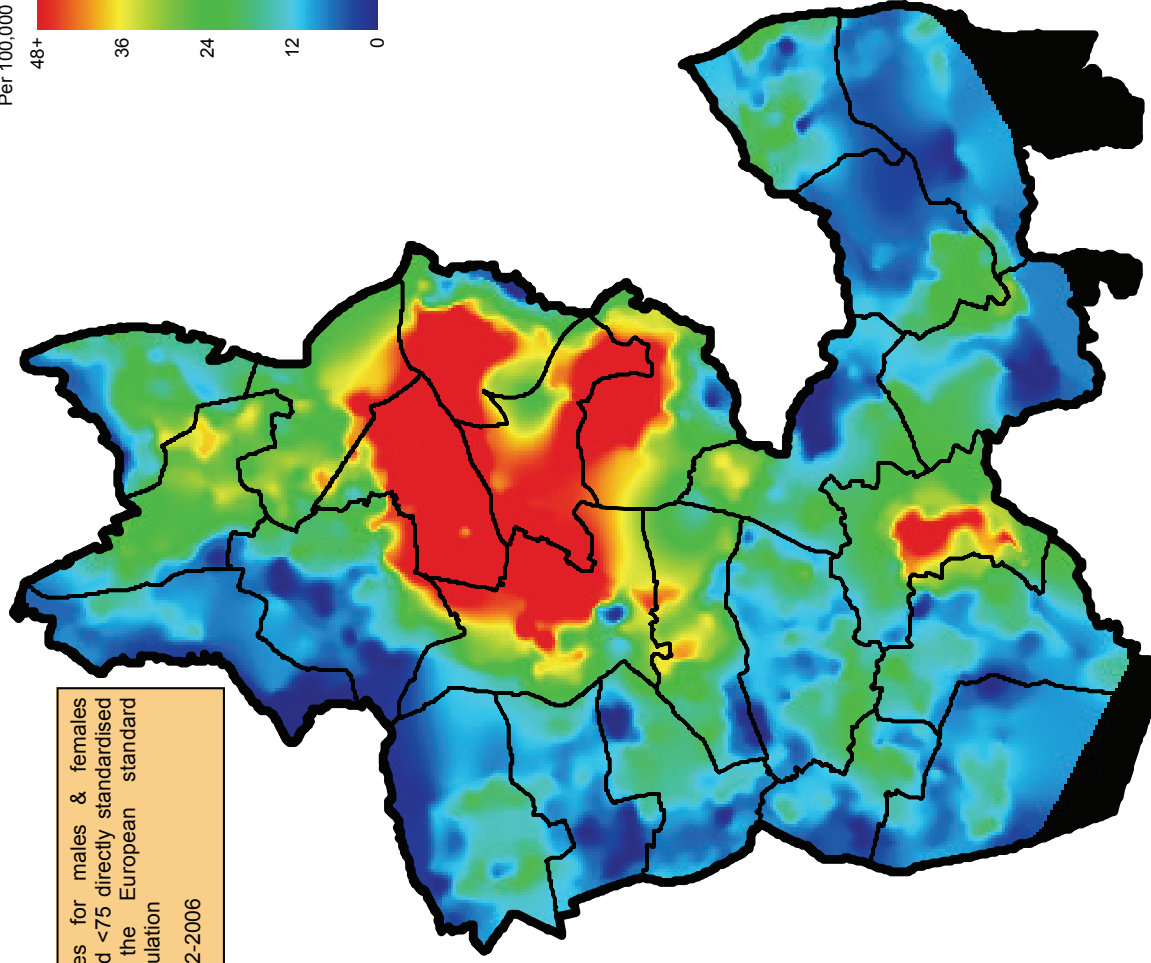 Per 100,000
48+
36
24
12
0
es for males & females
d <75 directly standardised
the European standard
ulation
2-2006